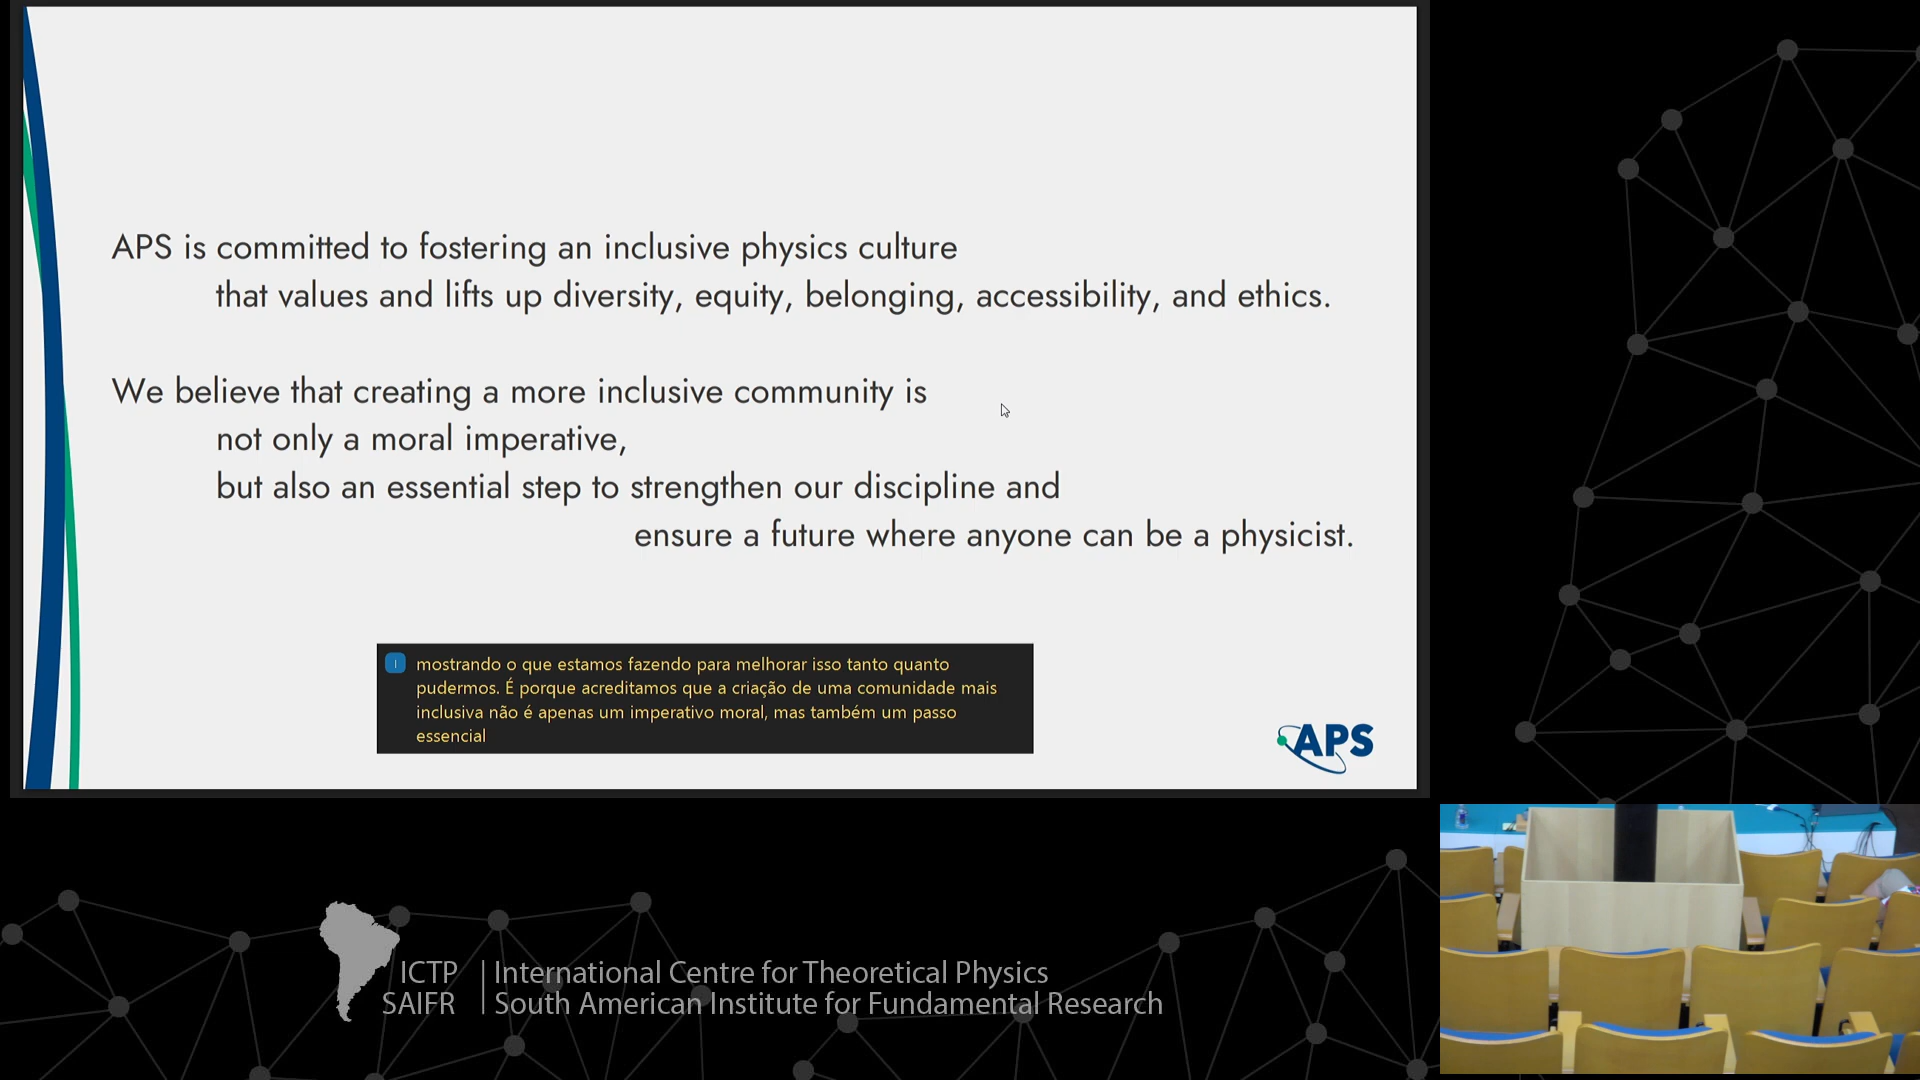 APS is committed to fostering an inclusive physics culture
that values and lifts up diversity, equity, belonging, accessibility, and ethics.
We believe that creating a more inclusive community is
not only a moral imperative,
but also an essential step to strengthen our discipline and
ensure a future where anyone can be a physicist.
I mostrando o que estamos fazendo para melhorar isso tanto quanto
pudermos. É porque acreditamos que a criação de uma comunidade mais
inclusiva não é apenas um imperativo moral, mas também um passo
essencial
APS
ICTP International Centre for Theoretical Physics
SAIFR South American Institute for Fundamental Research